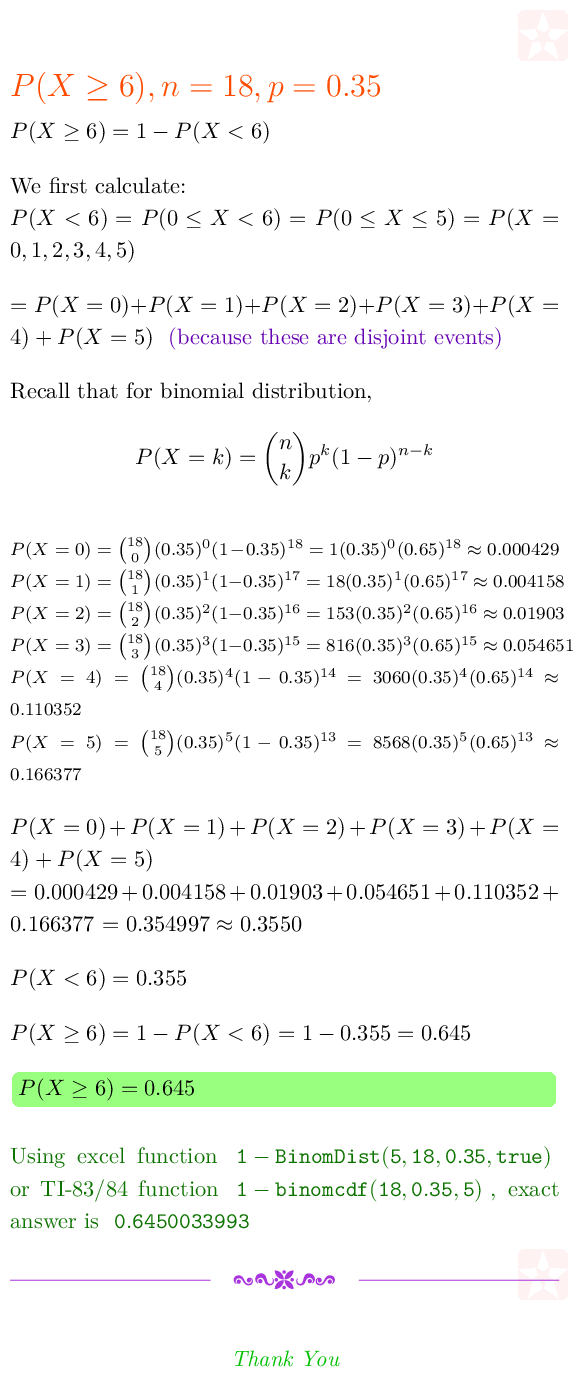 P(X ≥ 6), n = 18, p = 0.35
P(X ≥ 6) = 1 − P(X < 6)
We first calculate:
P(X < 6) = P(0 ≤ X < 6) = P(0 ≤ X ≤ 5) = P(X =
0, 1, 2, 3, 4, 5)
= P(X = 0)+P(X = 1)+P(X = 2)+P(X = 3)+P(X =
4) + P(X = 5) (because these are disjoint events)
Recall that for binomial distribution,
P(X = k) = \binom{n}{k} p^k (1 − p)^{n−k}
P(X = 0) = \binom{18}{0} (0.35)^0 (1−0.35)^{18} = 1(0.35)^0 (0.65)^{18} ≈ 0.000429
P(X = 1) = \binom{18}{1} (0.35)^1 (1−0.35)^{17} = 18(0.35)^1 (0.65)^{17} ≈ 0.004158
P(X = 2) = \binom{18}{2} (0.35)^2 (1−0.35)^{16} = 153(0.35)^2 (0.65)^{16} ≈ 0.01903
P(X = 3) = \binom{18}{3} (0.35)^3 (1−0.35)^{15} = 816(0.35)^3 (0.65)^{15} ≈ 0.054651
P(X = 4) = \binom{18}{4} (0.35)^4 (1 − 0.35)^{14} = 3060(0.35)^4 (0.65)^{14} ≈
0.110352
P(X = 5) = \binom{18}{5} (0.35)^5 (1 − 0.35)^{13} = 8568(0.35)^5 (0.65)^{13} ≈
0.166377
P(X = 0) + P(X = 1) + P(X = 2) + P(X = 3) + P(X =
4) + P(X = 5)
= 0.000429 + 0.004158 + 0.01903 + 0.054651 + 0.110352 +
0.166377 = 0.354997 ≈ 0.3550
P(X < 6) = 0.355
P(X ≥ 6) = 1 − P(X < 6) = 1 − 0.355 = 0.645
P(X ≥ 6) = 0.645
Using excel function 1 − BinomDist(5, 18, 0.35, true)
or TI-83/84 function 1 − binomcdf(18, 0.35, 5) , exact
answer is 0.6450033993
Thank You